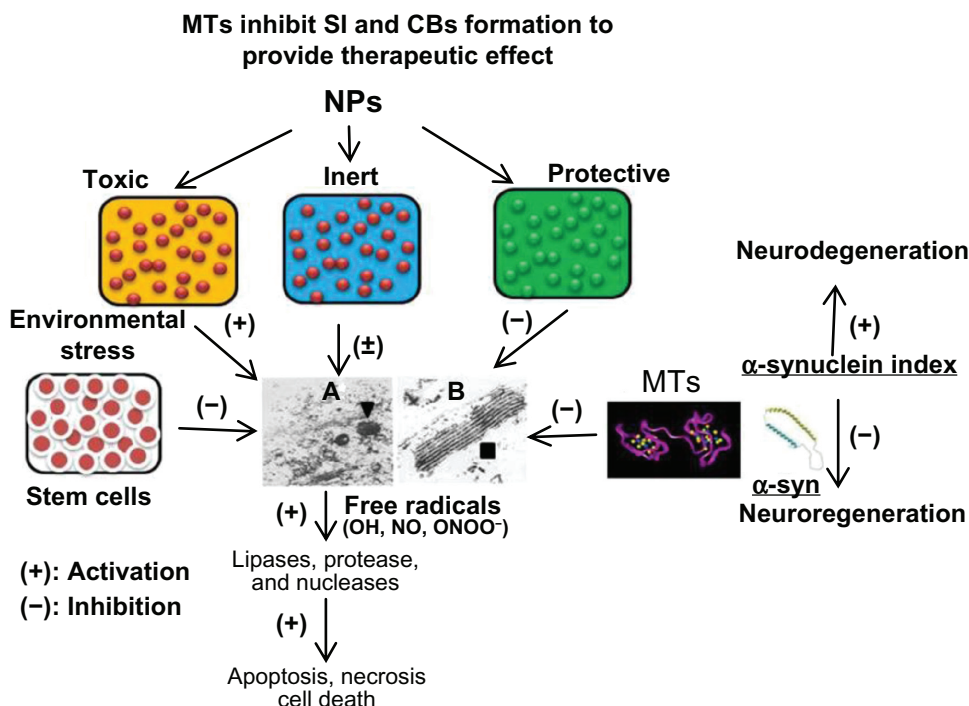 MTs inhibit SI and CBs formation to
provide therapeutic effect
NPs
Toxic
Inert
Protective
Neurodegeneration
Environmental
stress
(+)
(±)
(−)
(+)
α-synuclein index
A
B
MTs
(−)
(−)
(−)
Stem cells
α-syn
Neuroregeneration
(+)
Free radicals
(OH, NO, ONOO⁻)
Lipases, protease,
and nucleases
(+): Activation
(−): Inhibition
(+)
Apoptosis, necrosis
cell death